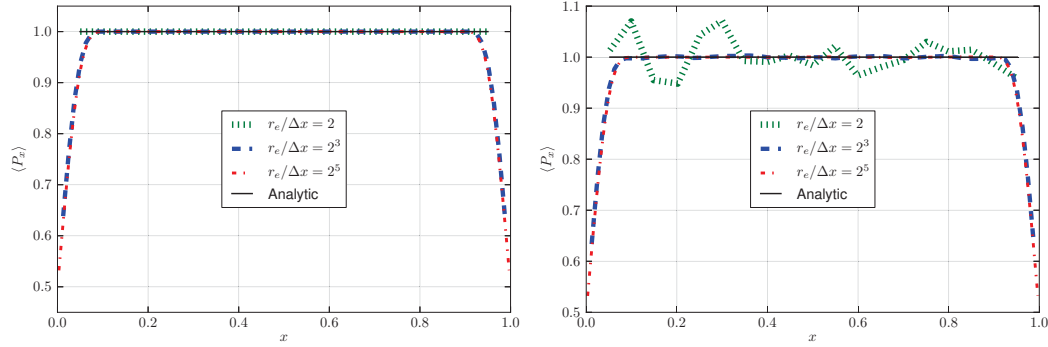 1.0
0.9
0.8
0.7
0.6
0.5
⟨P_x⟩
r_e/Δx = 2
r_e/Δx = 2^3
r_e/Δx = 2^5
Analytic
0.0 0.2 0.4 0.6 0.8 1.0
x
1.1
1.0
0.9
0.8
0.7
0.6
0.5
⟨P_x⟩
r_e/Δx = 2
r_e/Δx = 2^3
r_e/Δx = 2^5
Analytic
0.0 0.2 0.4 0.6 0.8 1.0
x